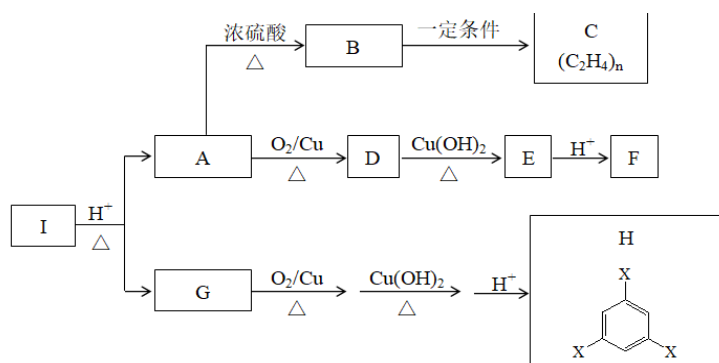 浓硫酸 △ B 一定条件 C
(C₂H₄)ₙ
A O₂/Cu △ D Cu(OH)₂ △ E H⁺ F
I H⁺ △
G O₂/Cu △ Cu(OH)₂ △ H⁺ H
X
X X